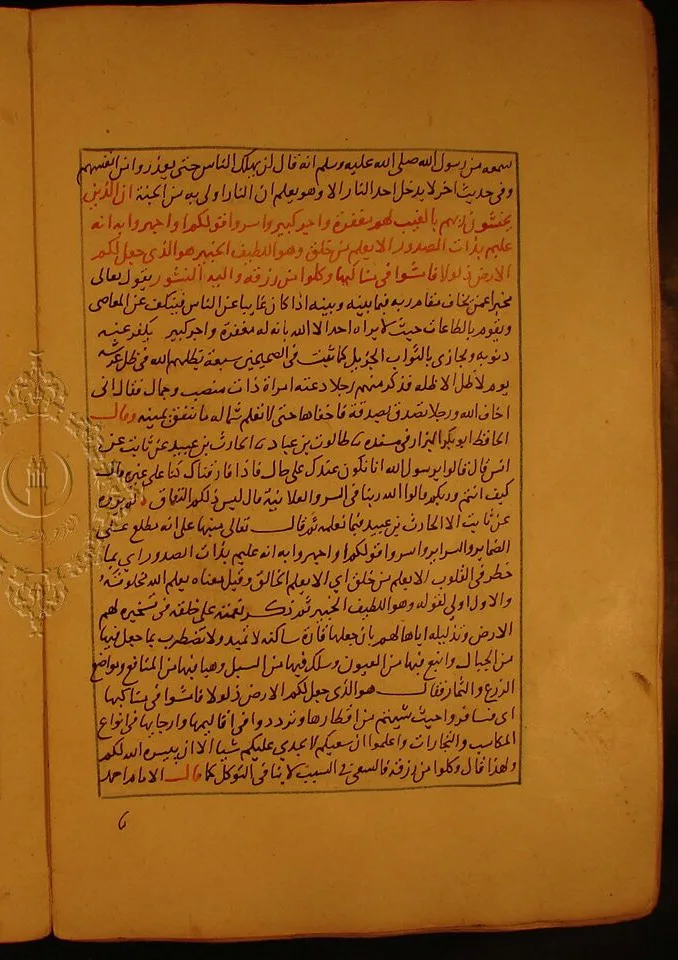 سمعه من رسول الله صلى الله عليه وسلم انه قال لن يهلك الناس حتى يعذروا من انفسهم
وفي حديث اخر لا يدخل احد النار الا وهو يعلم ان النار اولى به من الجنة ان الذين
يخشون ربهم بالغيب لهم مغفرة واجر كبير واسروا قولكم او اجهروا به انه
عليم بذات الصدور الا يعلم من خلق وهو اللطيف الخبير هو الذي جعل لكم
الارض ذلولا فامشوا في مناكبها وكلوا من رزقه واليه النشور يقول تعالى
مخبرا عمن يخاف مقام ربه فيما بينه وبينه اذا كان غايبا عن الناس فينكف عن المعاصي
ويقوم بالطاعات حيث لا يراه احد الا الله بانه له مغفرة واجر كبير يكفر عنه
ذنوبه ويجازي بالثواب الجزيل كما ثبت في الصحيحين سبعة يظلهم الله في ظل عرشه
يوم لا ظل الا ظله فذكر منهم رجلا دعته امراة ذات منصب وجمال فقال اني
اخاف الله ورجلا تصدق بصدقة فاخفاها حتى لا تعلم شماله ما تنفق يمينه وقال
الحافظ ابو بكر البزار في مسنده طالوت بن عباد الحارث بن عبيد عن ثابت عن
انس قال قالوا يرسول الله انا نكون عندك على حال فاذا فارقناك كنا على غيره قال
كيف انتم وربكم قالوا الله ربنا في السر والعلانية قال ليس ذلكم النفاق لم يروه
عن ثابت الا الحارث بن عبيد فيما نعلمه ثم قال تعالى منبها على انه مطلع على
الضماير والسراير واسروا قولكم او اجهروا به انه عليم بذات الصدور اي بما
خطر في القلوب الا يعلم من خلق اي الا يعلم الخالق وقيل معناه يعلم الله مخلوقه
والاول اولى لقوله وهو اللطيف الخبير ثم ذكر نعمته على خلقه في تسخيره لهم
الارض وتذليله اياها لهم بان جعلها قارة ساكنة لا تميد ولا تضطرب بما جعل فيها
من الجبال وانبع فيها من العيون وسلك فيها من السبل وهيا فيها من المنافع ومواضع
الزرع والثمار فقال هو الذي جعل لكم الارض ذلولا فامشوا في مناكبها
اي فسافروا حيث شيتم من اقطارها وترددوا في اقاليمها وارجايها في انواع
المكاسب والتجارات واعلموا ان سعيكم لا يجدي عليكم شيا الا ان ييسره الله لكم
ولهذا قال وكلوا من رزقه فالسعي في السبب لا ينافي التوكل كما قال الامام احمد